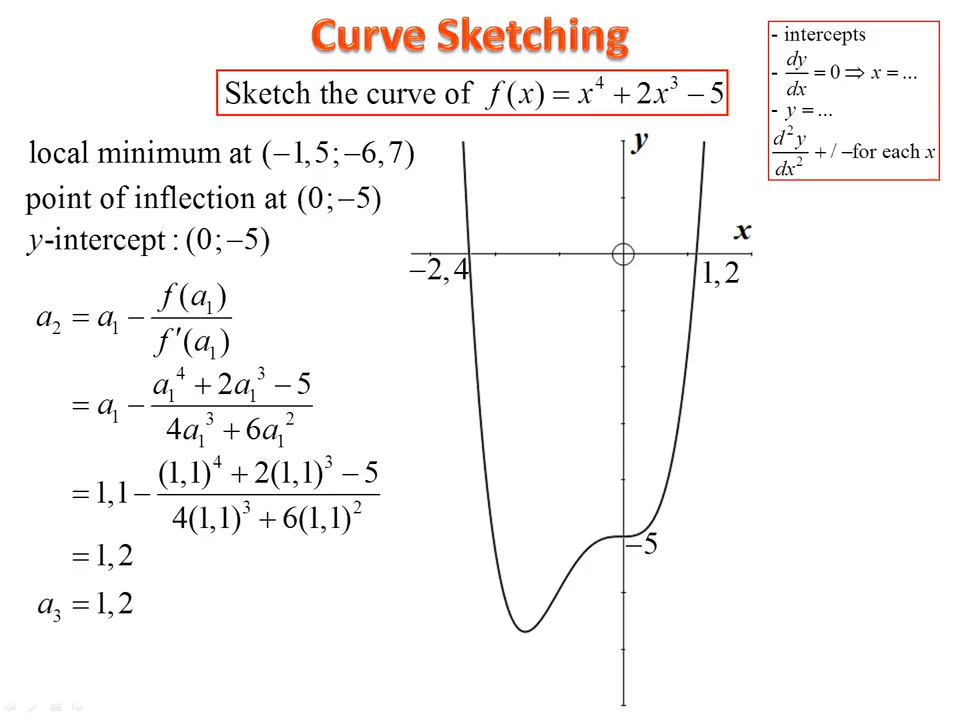 Curve Sketching
- intercepts
- dy/dx = 0 ⇒ x = ...
- y = ...
d²y/dx² + / – for each x
Sketch the curve of f(x) = x⁴ + 2x³ − 5
local minimum at (−1,5; −6,7)
point of inflection at (0; −5)
y-intercept : (0; −5)
a₂ = a₁ − f(a₁)/f′(a₁)
= a₁ − (a₁⁴ + 2a₁³ − 5)/(4a₁³ + 6a₁²)
= 1,1 − ((1,1)⁴ + 2(1,1)³ − 5)/(4(1,1)³ + 6(1,1)²)
= 1,2
a₃ = 1,2
y
x
−2,4
1,2
−5